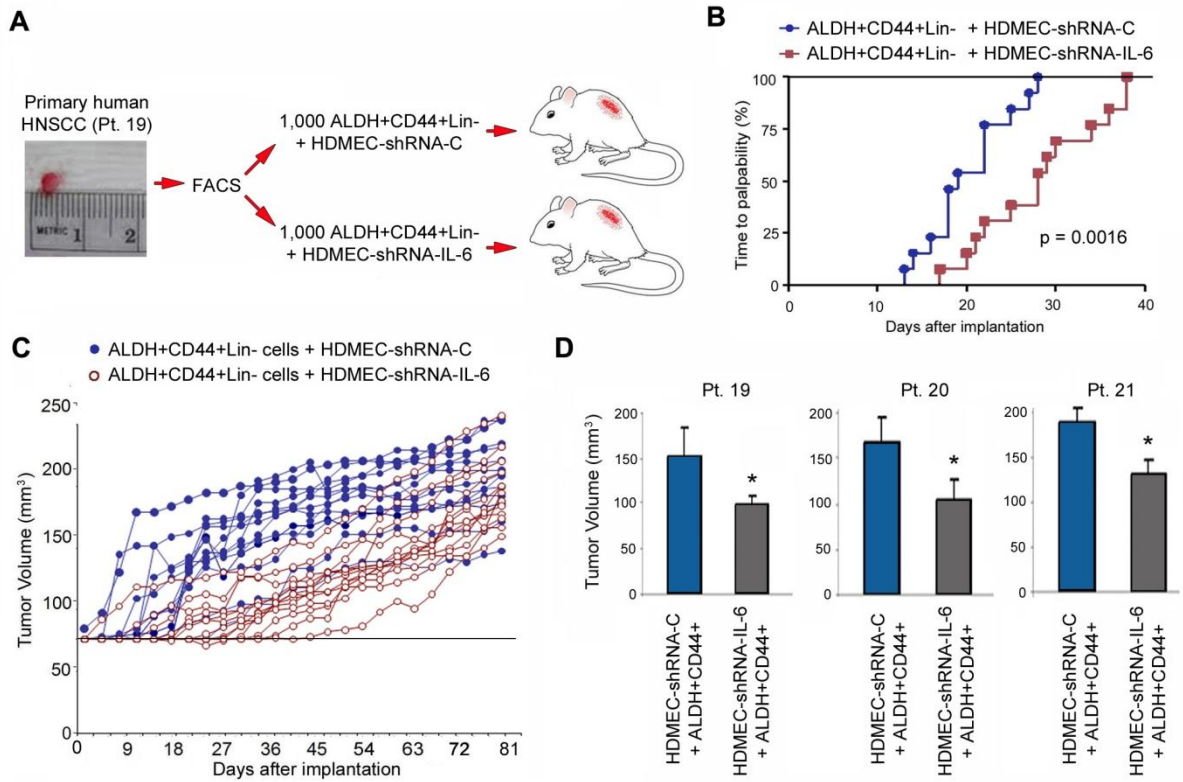 A
Primary human
HNSCC (Pt. 19)
METRIC 1 2
FACS
1,000 ALDH+CD44+Lin-
+ HDMEC-shRNA-C
1,000 ALDH+CD44+Lin-
+ HDMEC-shRNA-IL-6
B
ALDH+CD44+Lin- + HDMEC-shRNA-C
ALDH+CD44+Lin- + HDMEC-shRNA-IL-6
Time to palpability (%)
100
75
50
25
0
p = 0.0016
0 10 20 30 40
Days after implantation
C
ALDH+CD44+Lin- cells + HDMEC-shRNA-C
ALDH+CD44+Lin- cells + HDMEC-shRNA-IL-6
Tumor Volume (mm³)
250
200
150
100
50
0
0 9 18 27 36 45 54 63 72 81
Days after implantation
D
Tumor Volume (mm³)
Pt. 19
200
150
100
50
0
*
HDMEC-shRNA-C
+ ALDH+CD44+
HDMEC-shRNA-IL-6
+ ALDH+CD44+
Pt. 20
200
150
100
50
0
*
HDMEC-shRNA-C
+ ALDH+CD44+
HDMEC-shRNA-IL-6
+ ALDH+CD44+
Pt. 21
200
150
100
50
0
*
HDMEC-shRNA-C
+ ALDH+CD44+
HDMEC-shRNA-IL-6
+ ALDH+CD44+